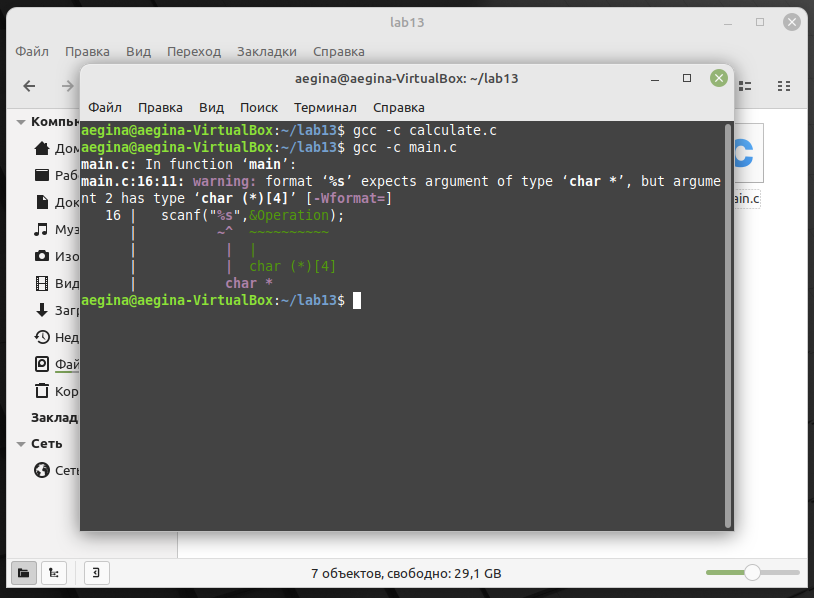 lab13
Файл Правка Вид Переход Закладки Справка
aegina@aegina-VirtualBox: ~/lab13
Файл Правка Вид Поиск Терминал Справка
aegina@aegina-VirtualBox:~/lab13$ gcc -c calculate.c
aegina@aegina-VirtualBox:~/lab13$ gcc -c main.c
main.c: In function ‘main’:
main.c:16:11: warning: format ‘%s’ expects argument of type ‘char *’, but argume
nt 2 has type ‘char (*)[4]’ [-Wformat=]
   16 |   scanf("%s",&Operation);
      |          ~^  ~~~~~~~~~~
      |           |  |
      |           |  char (*)[4]
      |           char *
aegina@aegina-VirtualBox:~/lab13$
Компь
Дом
Раб
Док
Муз
Изо
Вид
Загр
Нед
Фай
Кор
Заклад
Сеть
Сеть
ain.c
7 объектов, свободно: 29,1 GB